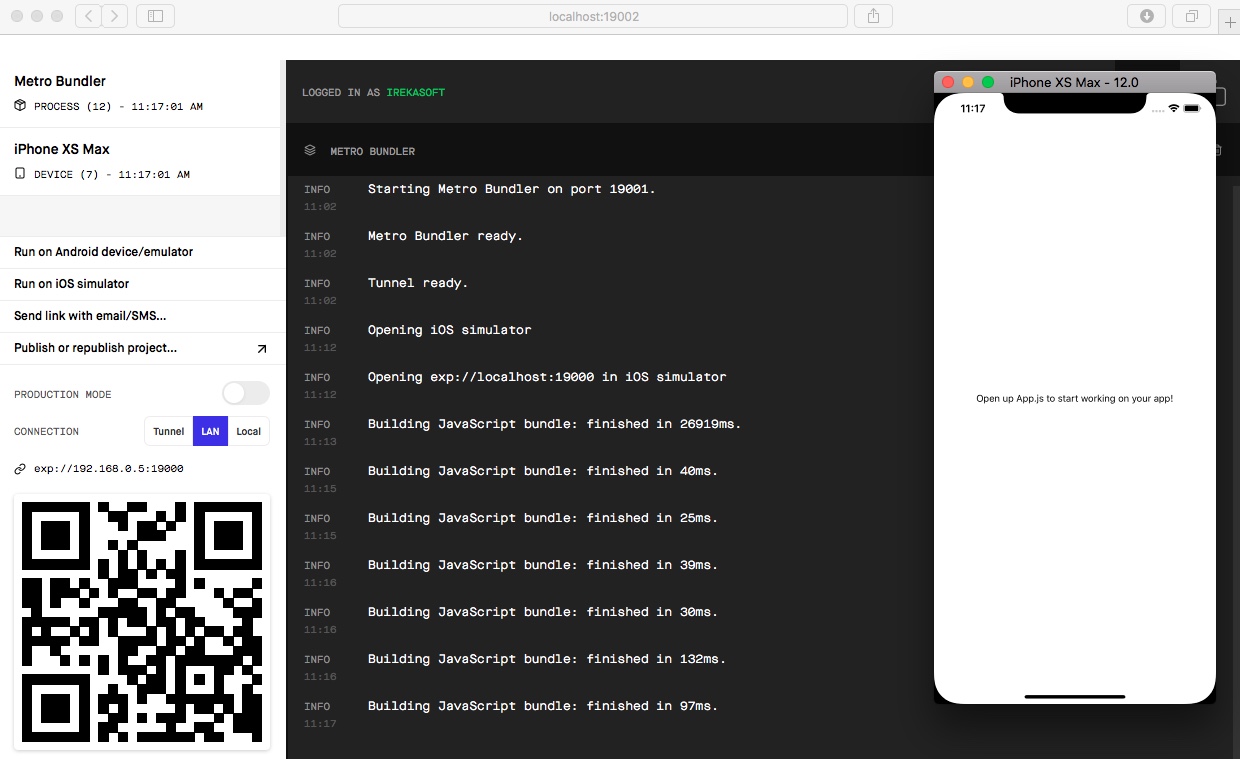 localhost:19002
Metro Bundler
PROCESS (12) - 11:17:01 AM
iPhone XS Max
DEVICE (7) - 11:17:01 AM
Run on Android device/emulator
Run on iOS simulator
Send link with email/SMS...
Publish or republish project...
PRODUCTION MODE
CONNECTION Tunnel LAN Local
exp://192.168.0.5:19000
LOGGED IN AS IREKASOFT
METRO BUNDLER
INFO Starting Metro Bundler on port 19001.
11:02
INFO Metro Bundler ready.
11:02
INFO Tunnel ready.
11:02
INFO Opening iOS simulator
11:12
INFO Opening exp://localhost:19000 in iOS simulator
11:12
INFO Building JavaScript bundle: finished in 26919ms.
11:13
INFO Building JavaScript bundle: finished in 40ms.
11:15
INFO Building JavaScript bundle: finished in 25ms.
11:15
INFO Building JavaScript bundle: finished in 39ms.
11:16
INFO Building JavaScript bundle: finished in 30ms.
11:16
INFO Building JavaScript bundle: finished in 132ms.
11:16
INFO Building JavaScript bundle: finished in 97ms.
11:17
iPhone XS Max - 12.0
11:17
Open up App.js to start working on your app!